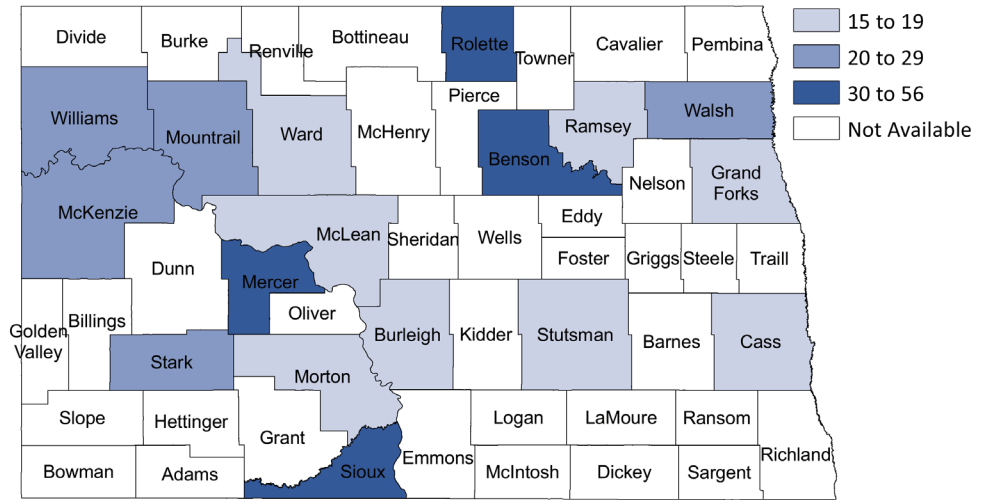 Divide
Burke
Renville
Bottineau
Rolette
Towner
Cavalier
Pembina
15 to 19
20 to 29
30 to 56
Not Available
Williams
Mountrail
Ward
McHenry
Pierce
Benson
Ramsey
Walsh
McKenzie
McLean
Sheridan
Wells
Eddy
Foster
Nelson
Grand
Forks
Griggs
Steele
Traill
Dunn
Mercer
Oliver
Golden
Valley
Billings
Stark
Morton
Burleigh
Kidder
Stutsman
Barnes
Cass
Slope
Hettinger
Grant
Logan
LaMoure
Ransom
Richland
Bowman
Adams
Sioux
Emmons
McIntosh
Dickey
Sargent